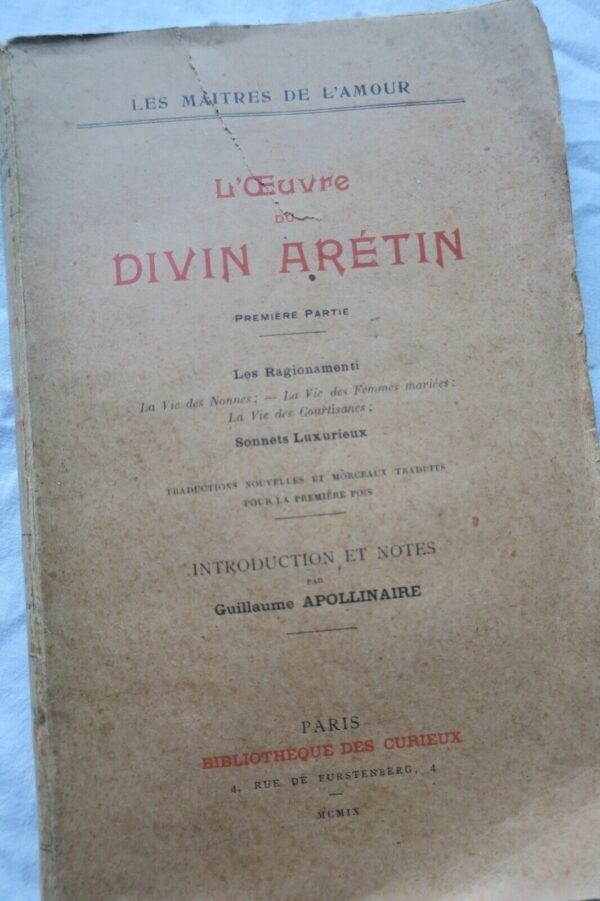 LES MAITRES DE L'AMOUR
L'Œuvre
DU
DIVIN ARÉTIN
PREMIÈRE PARTIE
Les Ragionamenti
La Vie des Nonnes; — La Vie des Femmes mariées;
La Vie des Courtisanes;
Sonnets Luxurieux
TRADUCTIONS NOUVELLES ET MORCEAUX TRADUITS
POUR LA PREMIÈRE FOIS
INTRODUCTION ET NOTES
PAR
Guillaume APOLLINAIRE
PARIS
BIBLIOTHÈQUE DES CURIEUX
4, RUE DE FURSTENBERG, 4
MCMIX